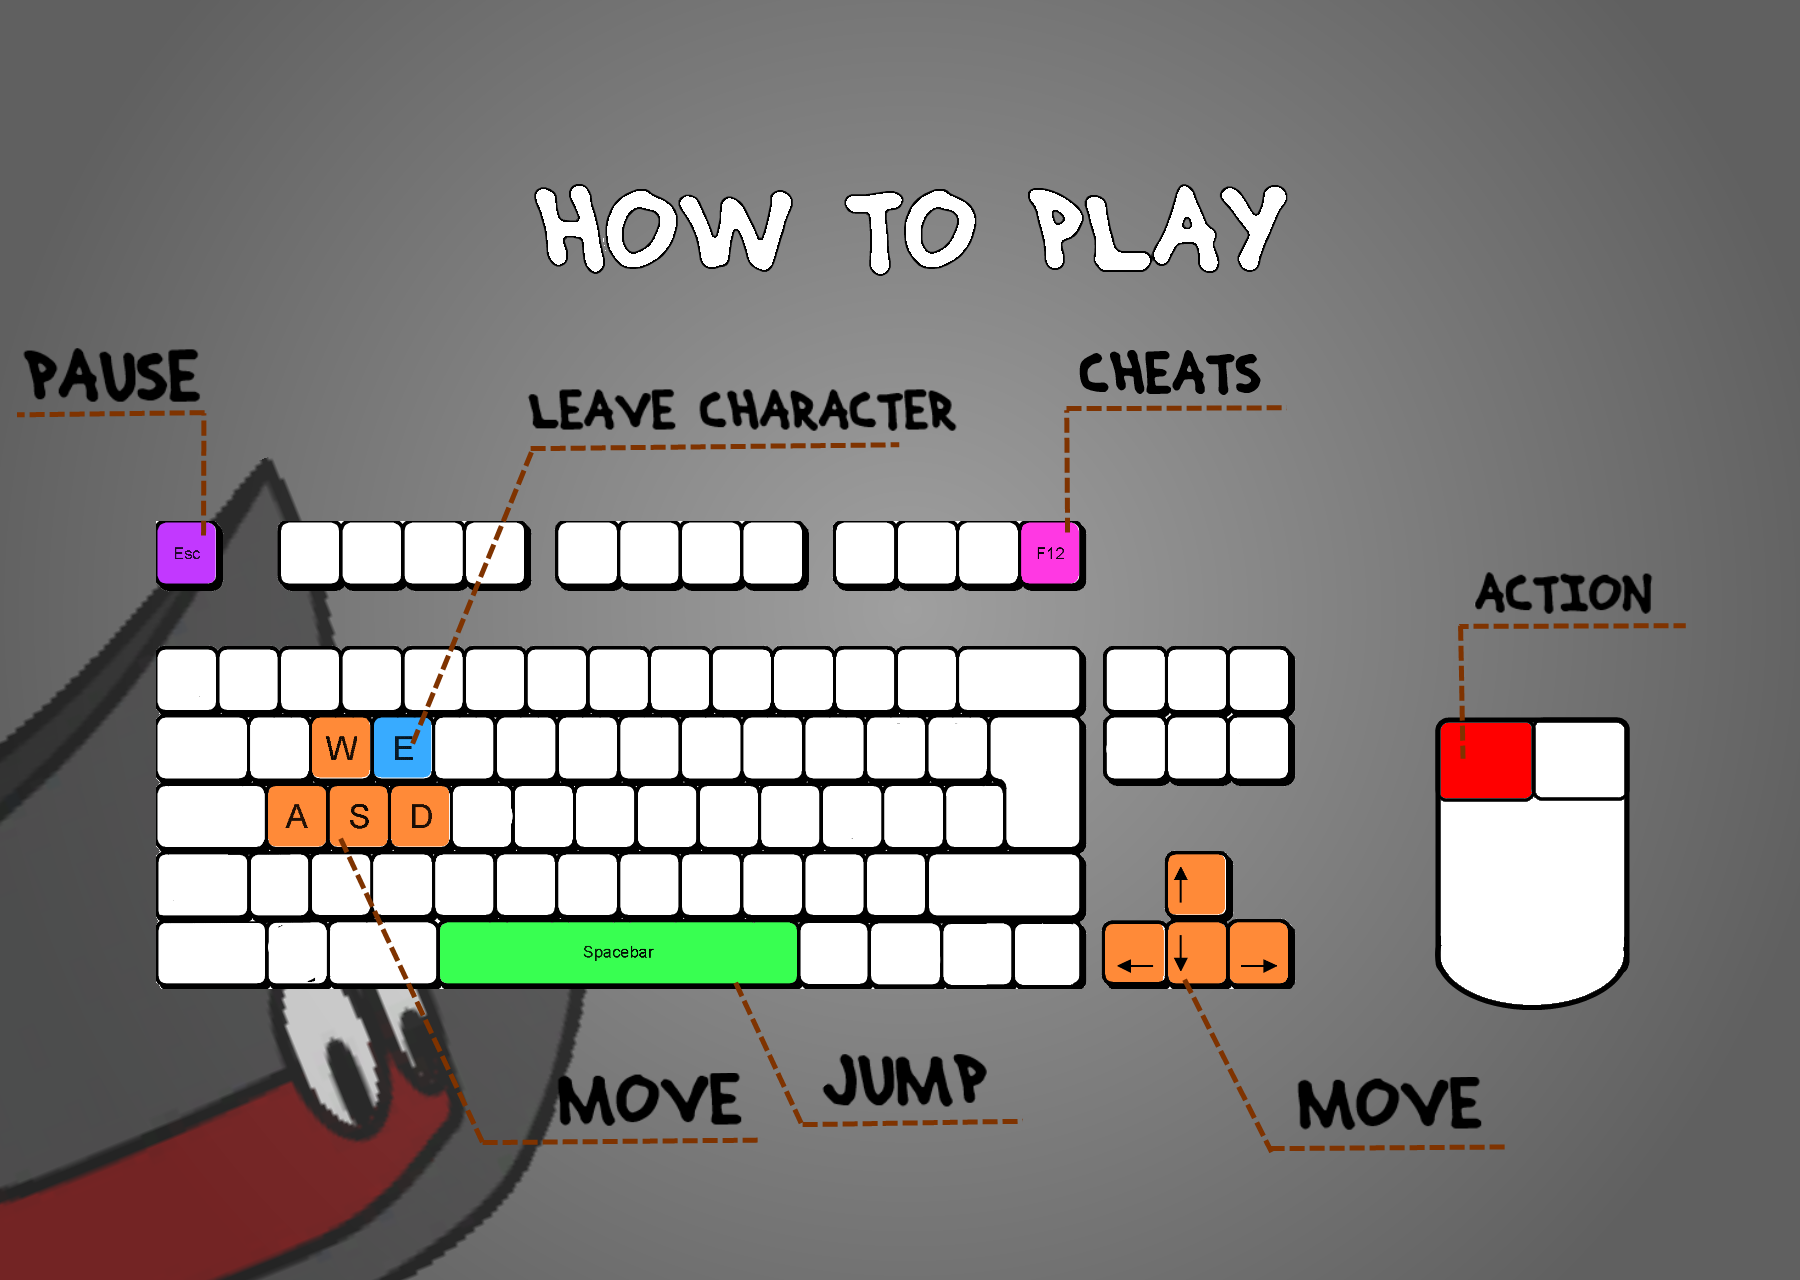 HOW TO PLAY
PAUSE
LEAVE CHARACTER
CHEATS
Esc
F12
ACTION
W E
A S D
Spacebar
MOVE
JUMP
MOVE